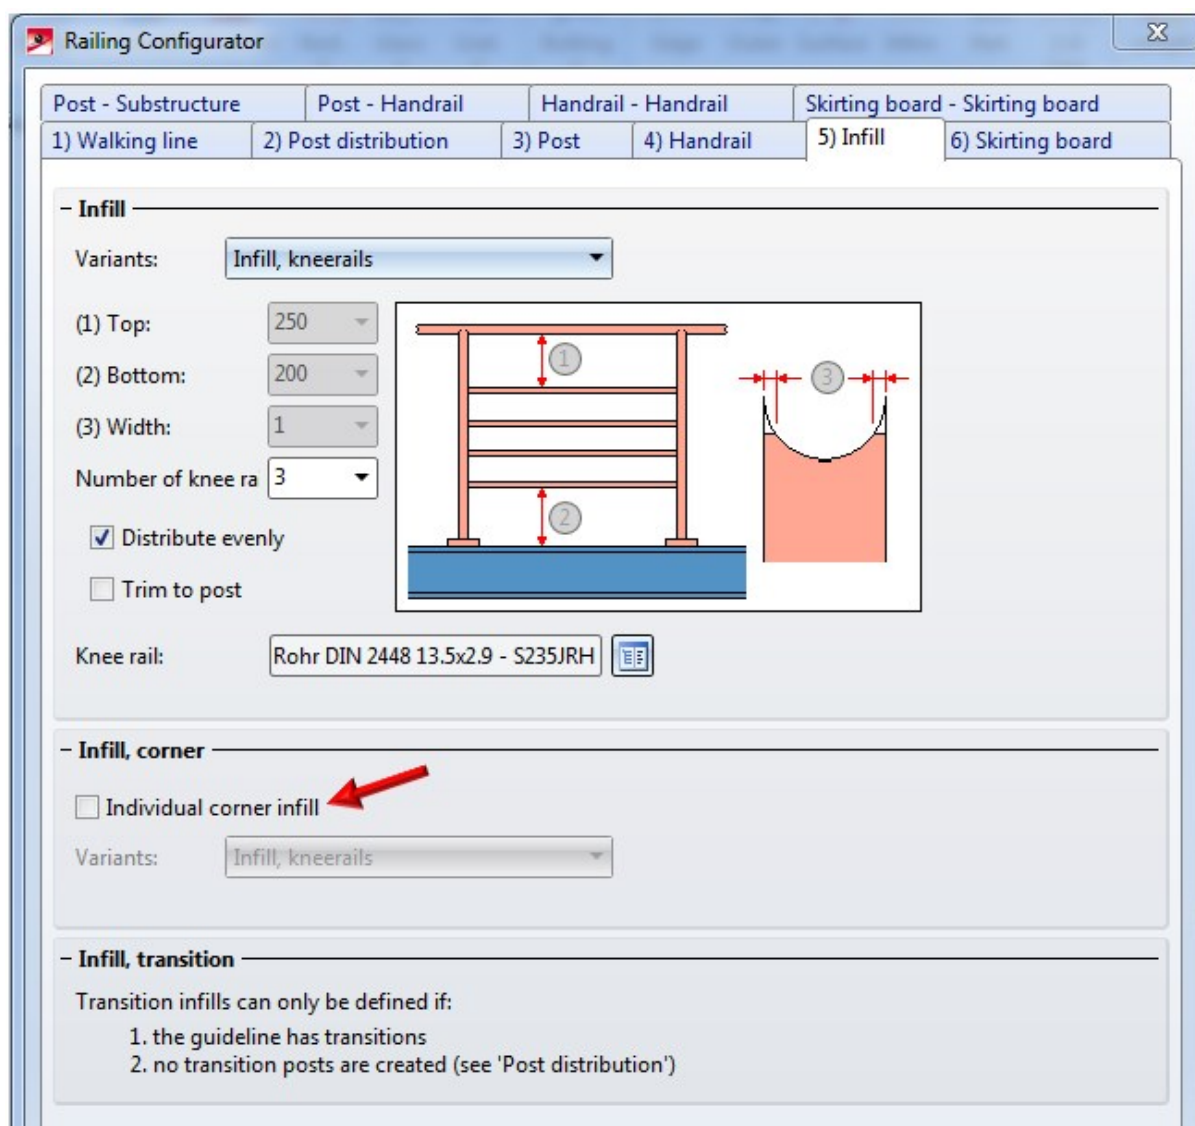 Railing Configurator
Post - Substructure Post - Handrail Handrail - Handrail Skirting board - Skirting board
1) Walking line 2) Post distribution 3) Post 4) Handrail 5) Infill 6) Skirting board
Infill
Variants: Infill, kneerails
(1) Top: 250
(2) Bottom: 200
(3) Width: 1
Number of knee ra 3
Distribute evenly
Trim to post
1
3
2
Knee rail: Rohr DIN 2448 13.5x2.9 - S235JRH
Infill, corner
Individual corner infill
Variants: Infill, kneerails
Infill, transition
Transition infills can only be defined if:
1. the guideline has transitions
2. no transition posts are created (see 'Post distribution')